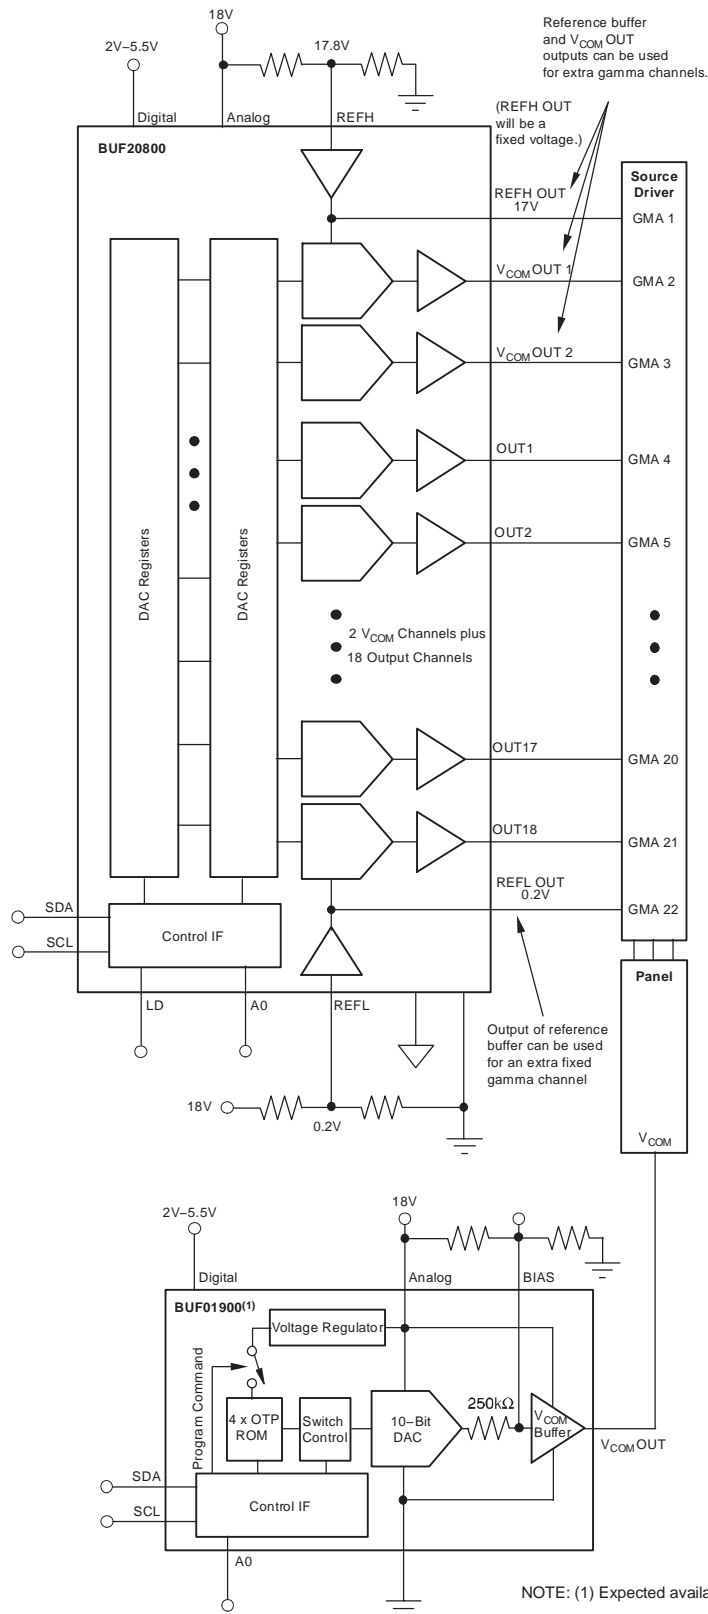 18V
2V–5.5V
17.8V
Reference buffer
and VCOM OUT
outputs can be used
for extra gamma channels.
Digital
Analog
REFH
(REFH OUT
will be a
fixed voltage.)
BUF20800
Source
Driver
REFH OUT
17V
GMA 1
VCOM OUT 1
GMA 2
VCOM OUT 2
GMA 3
OUT1
GMA 4
OUT2
GMA 5
DAC Registers
DAC Registers
2 VCOM Channels plus
18 Output Channels
OUT17
GMA 20
OUT18
GMA 21
REFL OUT
0.2V
GMA 22
SDA
SCL
Control IF
Panel
LD
A0
REFL
Output of reference
buffer can be used
for an extra fixed
gamma channel
18V
0.2V
VCOM
18V
2V–5.5V
Digital
Analog
BIAS
BUF01900(1)
Voltage Regulator
Program Command
250kΩ
4 x OTP
ROM
Switch
Control
10–Bit
DAC
VCOM
Buffer
VCOM OUT
SDA
SCL
Control IF
A0
NOTE: (1) Expected availa